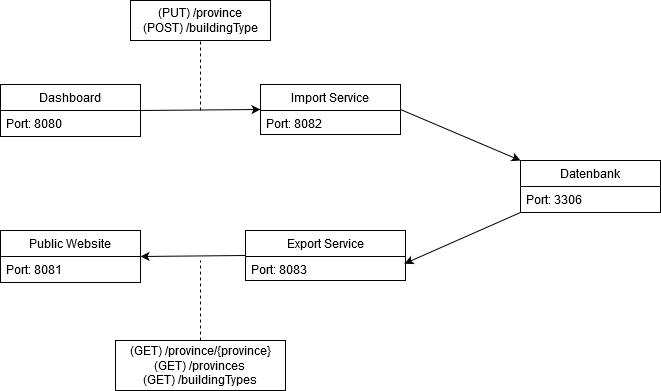 (PUT) /province
(POST) /buildingType
Dashboard
Port: 8080
Import Service
Port: 8082
Datenbank
Port: 3306
Public Website
Port: 8081
Export Service
Port: 8083
(GET) /province/{province}
(GET) /provinces
(GET) /buildingTypes